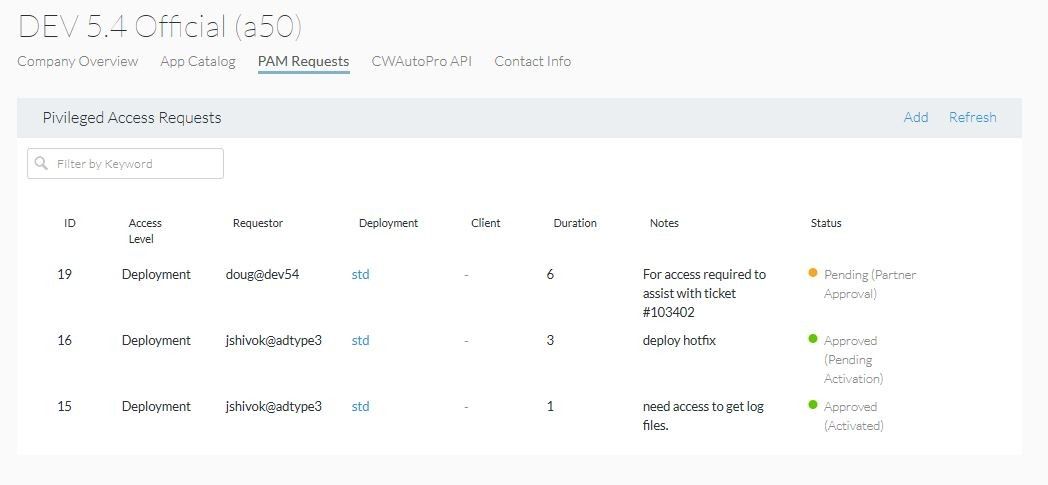 DEV 5.4 Official (a50)
Company Overview App Catalog PAM Requests CWAutoPro API Contact Info
Pivileged Access Requests Add Refresh
Filter by Keyword
ID Access Requestor Deployment Client Duration Notes Status
Level
19 Deployment doug@dev54 std - 6 For access required to Pending (Partner
assist with ticket Approval)
#103402
16 Deployment jshivok@adtype3 std - 3 deploy hotfix Approved
(Pending
Activation)
15 Deployment jshivok@adtype3 std - 1 need access to get log Approved
files. (Activated)